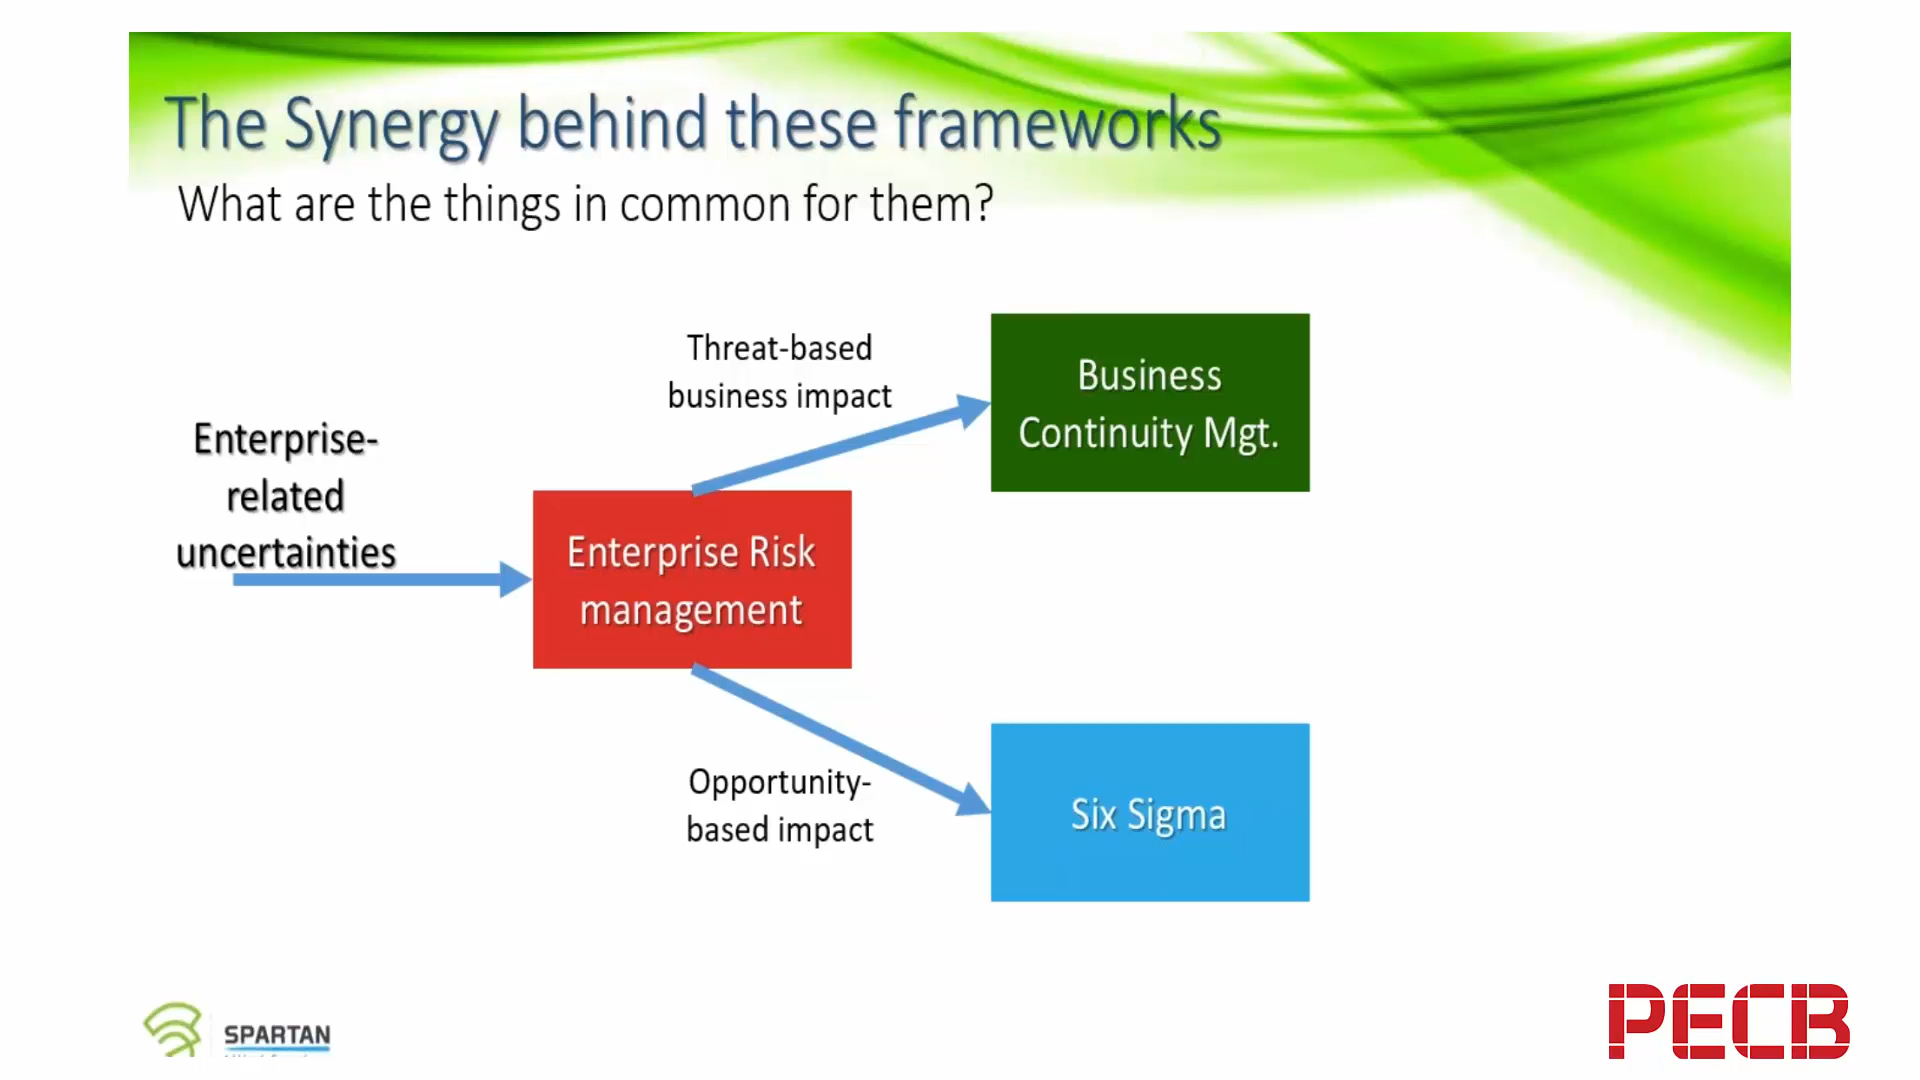 The Synergy behind these frameworks
What are the things in common for them?
Threat-based
business impact
Business
Continuity Mgt.
Enterprise-
related
uncertainties
Enterprise Risk
management
Opportunity-
based impact
Six Sigma
SPARTAN
PECB